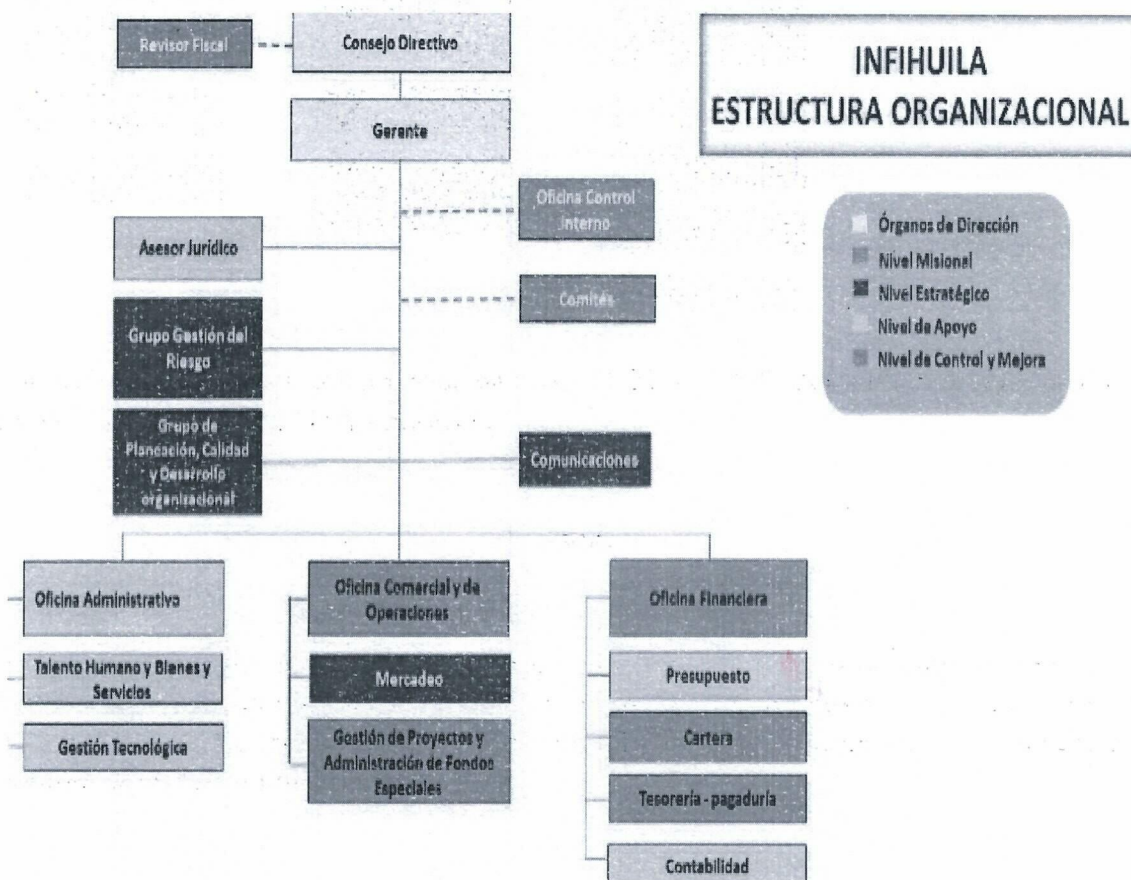 Revisor Fiscal
Consejo Directivo
Gerente
INFIHUILA
ESTRUCTURA ORGANIZACIONAL
Oficina Control
Interno
Asesor Jurídico
Comités
Grupo Gestión del
Riesgo
Grupo de
Planeación, Calidad
y Desarrollo
organizacional
Comunicaciones
Órganos de Dirección
Nivel Misional
Nivel Estratégico
Nivel de Apoyo
Nivel de Control y Mejora
Oficina Administrativa
Talento Humano y Bienes y
Servicios
Gestión Tecnológica
Oficina Comercial y de
Operaciones
Mercadeo
Gestión de Proyectos y
Administración de Fondos
Especiales
Oficina Financiera
Presupuesto
Cartera
Tesorería - pagaduría
Contabilidad